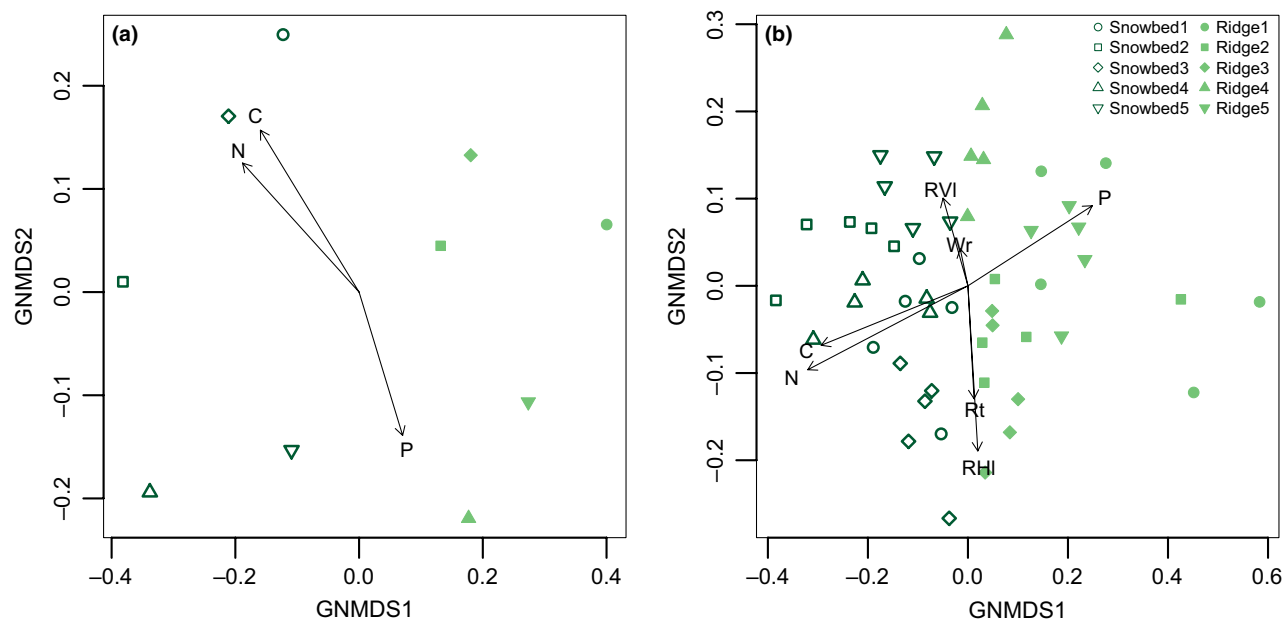 (a)
C
N
P
0.2
0.1
0.0
−0.1
−0.2
GNMDS2
−0.4
−0.2
0.0
0.2
0.4
GNMDS1
(b)
Snowbed1
Snowbed2
Snowbed3
Snowbed4
Snowbed5
Ridge1
Ridge2
Ridge3
Ridge4
Ridge5
RVI
Wr
P
C
N
Rt
RHI
0.3
0.2
0.1
0.0
−0.1
−0.2
GNMDS2
−0.4
−0.2
0.0
0.2
0.4
0.6
GNMDS1